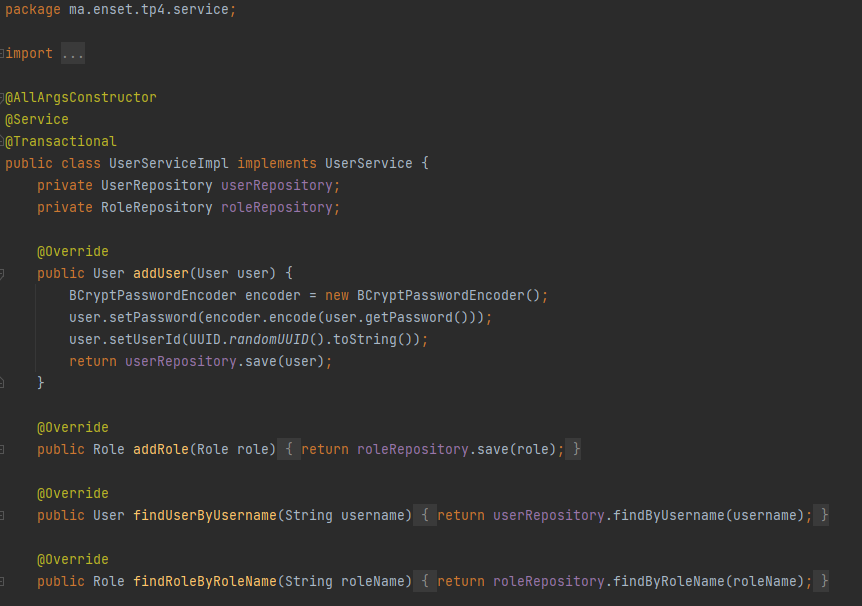 package ma.enset.tp4.service;
import ...
@AllArgsConstructor
@Service
@Transactional
public class UserServiceImpl implements UserService {
private UserRepository userRepository;
private RoleRepository roleRepository;
@Override
public User addUser(User user) {
BCryptPasswordEncoder encoder = new BCryptPasswordEncoder();
user.setPassword(encoder.encode(user.getPassword()));
user.setUserId(UUID.randomUUID().toString());
return userRepository.save(user);
}
@Override
public Role addRole(Role role) { return roleRepository.save(role); }
@Override
public User findUserByUsername(String username) { return userRepository.findByUsername(username); }
@Override
public Role findRoleByRoleName(String roleName) { return roleRepository.findByRoleName(roleName); }